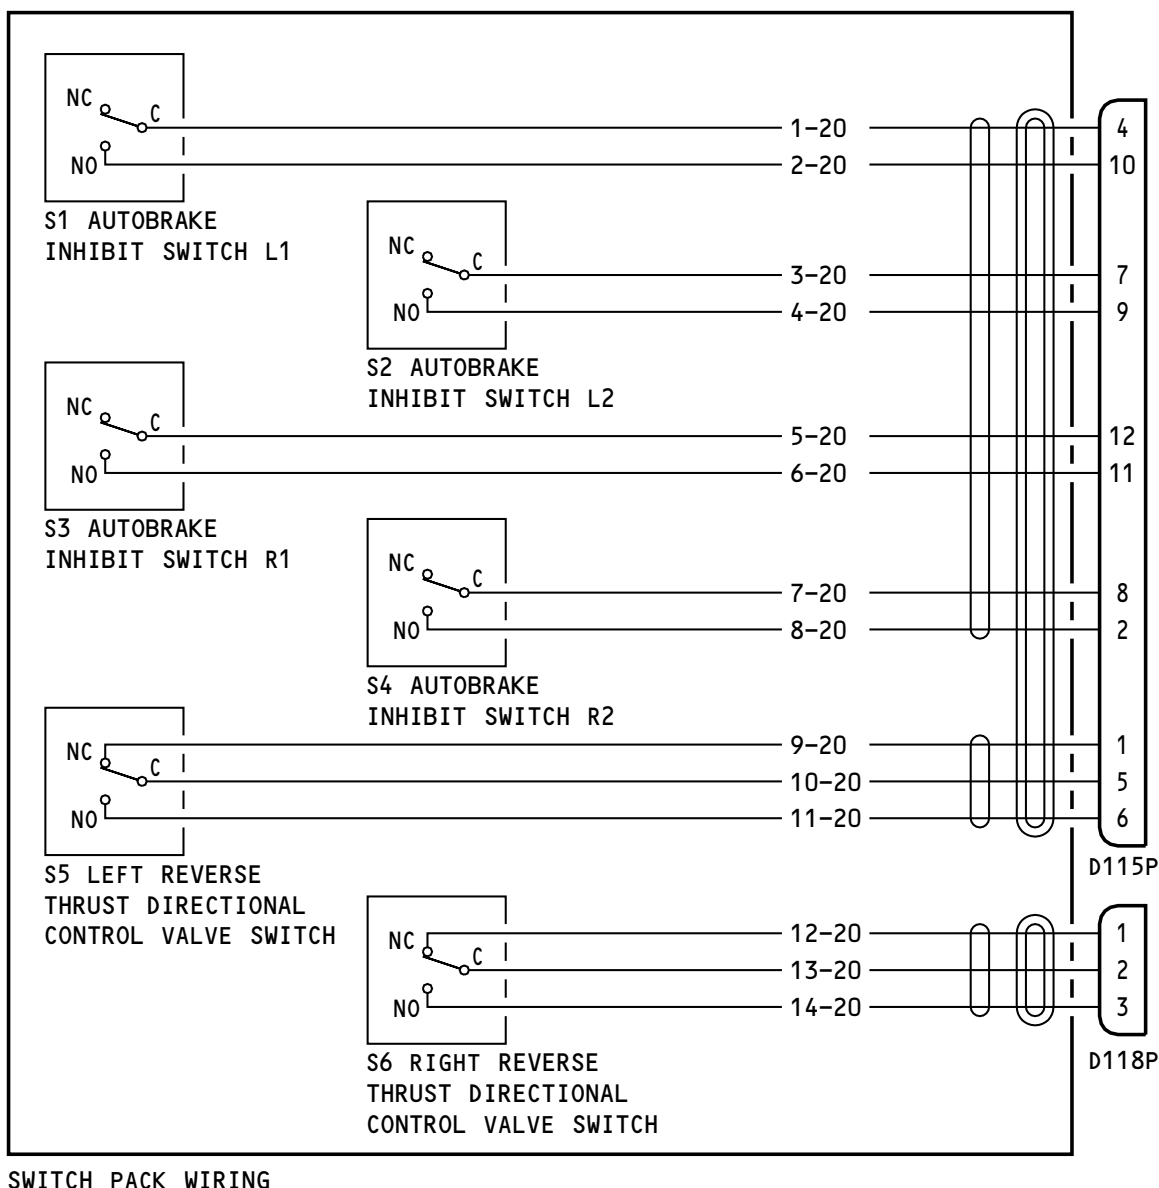 NC
C
1-20
4
NO
2-20
10
S1 AUTOBRAKE
INHIBIT SWITCH L1
NC
C
3-20
7
NO
4-20
9
S2 AUTOBRAKE
INHIBIT SWITCH L2
NC
C
5-20
12
NO
6-20
11
S3 AUTOBRAKE
INHIBIT SWITCH R1
NC
C
7-20
8
NO
8-20
2
S4 AUTOBRAKE
INHIBIT SWITCH R2
NC
9-20
1
C
10-20
5
NO
11-20
6
D115P
S5 LEFT REVERSE
THRUST DIRECTIONAL
CONTROL VALVE SWITCH
NC
12-20
1
C
13-20
2
NO
14-20
3
D118P
S6 RIGHT REVERSE
THRUST DIRECTIONAL
CONTROL VALVE SWITCH
SWITCH PACK WIRING